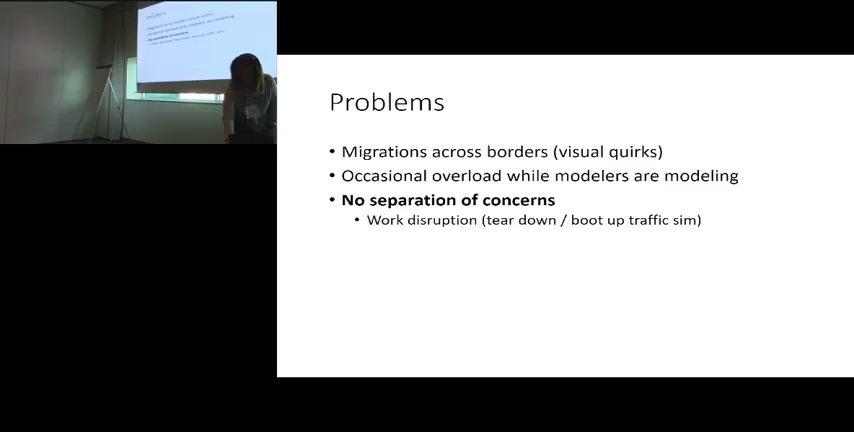 Problems
• Migrations across borders (visual quirks)
• Occasional overload while modelers are modeling
• No separation of concerns
• Work disruption (tear down / boot up traffic sim)